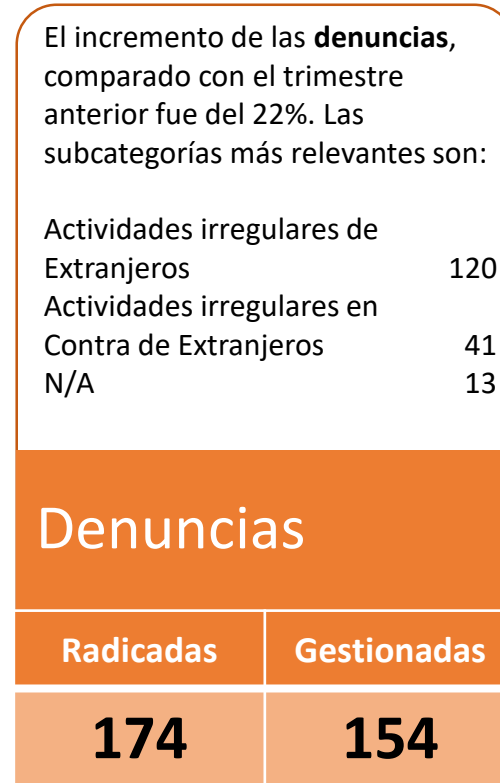 El incremento de las denuncias,
comparado con el trimestre
anterior fue del 22%. Las
subcategorías más relevantes son:
Actividades irregulares de
Extranjeros 120
Actividades irregulares en
Contra de Extranjeros 41
N/A 13
Denuncias
Radicadas Gestionadas
174 154